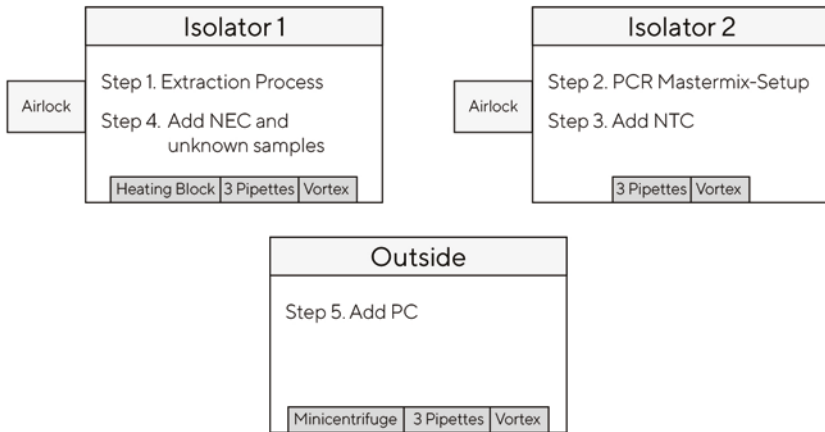 Isolator 1
Airlock
Step 1. Extraction Process
Step 4. Add NEC and
unknown samples
Heating Block 3 Pipettes Vortex
Isolator 2
Airlock
Step 2. PCR Mastermix-Setup
Step 3. Add NTC
3 Pipettes Vortex
Outside
Step 5. Add PC
Minicentrifuge 3 Pipettes Vortex